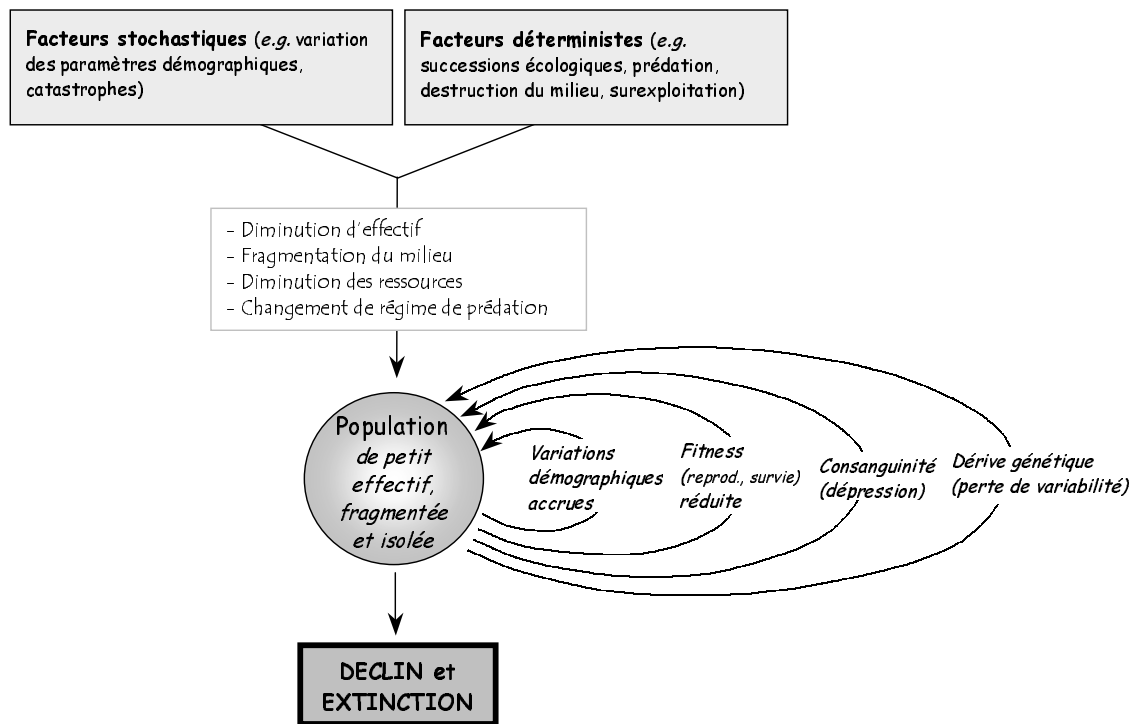 Facteurs stochastiques (e.g. variation
des paramètres démographiques,
catastrophes)
Facteurs déterministes (e.g.
successions écologiques, prédation,
destruction du milieu, surexploitation)
- Diminution d'effectif
- Fragmentation du milieu
- Diminution des ressources
- Changement de régime de prédation
Population
de petit
effectif,
fragmentée
et isolée
Variations
démographiques
accrues
Fitness
(reprod., survie)
réduite
Consanguinité
(dépression)
Dérive génétique
(perte de variabilité)
DECLIN et
EXTINCTION